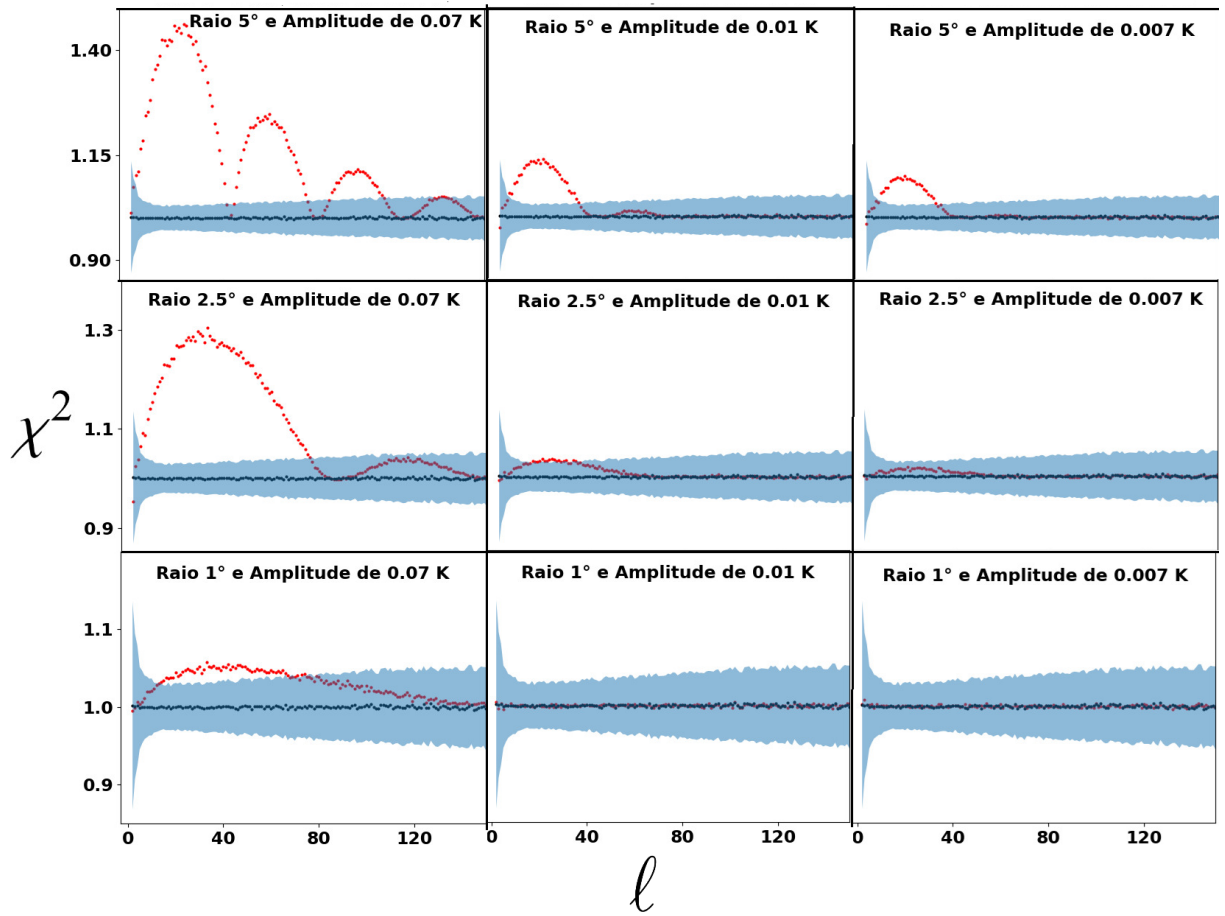 Raio 5° e Amplitude de 0.07 K
Raio 5° e Amplitude de 0.01 K
Raio 5° e Amplitude de 0.007 K
1.40
1.15
0.90
Raio 2.5° e Amplitude de 0.07 K
Raio 2.5° e Amplitude de 0.01 K
Raio 2.5° e Amplitude de 0.007 K
1.3
1.1
0.9
χ²
Raio 1° e Amplitude de 0.07 K
Raio 1° e Amplitude de 0.01 K
Raio 1° e Amplitude de 0.007 K
1.1
1.0
0.9
0 40 80 120 0 40 80 120 0 40 80 120
ℓ